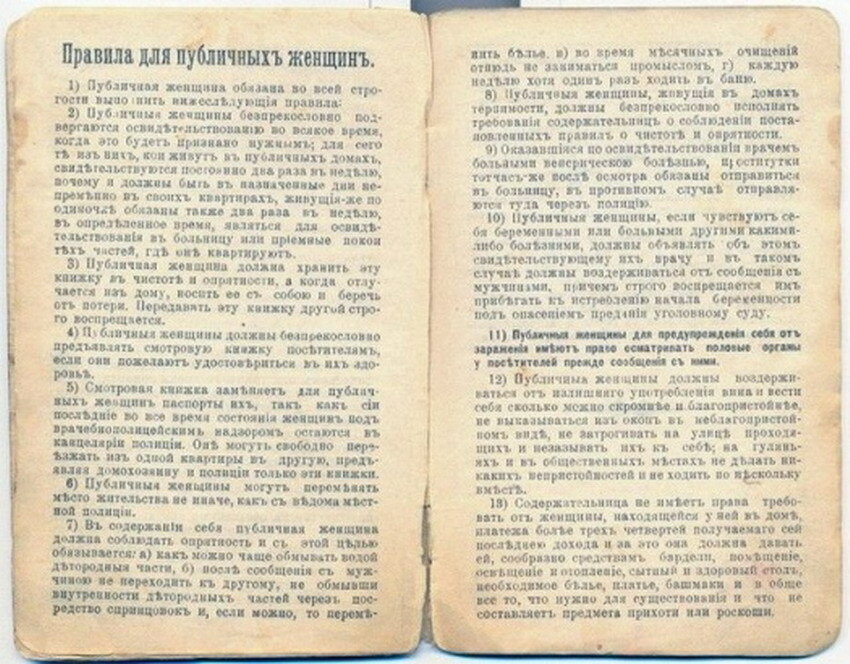 Правила для публичныхъ женщинъ.
1) Публичная женщина обязана во всей стро-
гости выполнить нижеслѣдующія правила:
2) Публичныя женщины безпрекословно под-
вергаются освидѣтельствованію во всякое время,
когда это будетъ признано нужнымъ; для сего
тѣ изъ нихъ, кои живутъ въ публичныхъ домахъ,
свидѣтельствуются постоянно два раза въ недѣлю,
почему и должны быть въ назначенные дни не-
премѣнно въ своихъ квартирахъ, живущія-же по
одиночкѣ обязаны также два раза въ недѣлю,
въ опредѣленное время, являться для освидѣ-
тельствованія въ больницу или пріемные покои
тѣхъ частей, гдѣ онѣ квартируютъ.
3) Публичная женщина должна хранить эту
книжку въ чистотѣ и опрятности, а когда отлу-
чается изъ дому, носить ее съ собою и беречь
отъ потери. Передавать эту книжку другой стро-
го воспрещается.
4) Публичныя женщины должны безпрекословно
предъявлять смотровую книжку посѣтителямъ,
если они пожелаютъ удостовѣриться въ ихъ здо-
ровьѣ.
5) Смотровая книжка замѣняетъ для публич-
ныхъ женщинъ паспорты ихъ, такъ какъ сіи
послѣдніе во все время состоянія женщинъ подъ
врачебнополицейскимъ надзоромъ остаются въ
канцеляріи полиціи. Онѣ могутъ свободно пере-
ѣзжать изъ одной квартиры въ другую, предъ-
являя домохозяину и полиціи только эти книжки.
6) Публичныя женщины могутъ перемѣнять
мѣсто жительства не иначе, какъ съ вѣдома мѣст-
ной полиціи.
7) Въ содержаніи себя публичная женщина
должна соблюдать опрятность и съ этой цѣлью
обязывается: а) какъ можно чаще обмывать водой
дѣтородныя части, б) послѣ сообщенія съ муж-
чиною не переходить къ другому, не обмывши
внутренности дѣтородныхъ частей черезъ пос-
редство спринцовокъ и, если можно, то перемѣ-
нить бѣлье, в) во время мѣсячныхъ очищеній
отнюдь не заниматься промысломъ, г) каждую
недѣлю хотя одинъ разъ ходить въ баню.
8) Публичныя женщины, живущія въ домахъ
терпимости, должны безпрекословно исполнять
требованія содержательницъ о соблюденіи поста-
новленныхъ правилъ о чистотѣ и опрятности.
9) Оказавшіяся по освидѣтельствованіи врачемъ
больными венерическою болѣзнью, проститутки
тотчасъ-же послѣ осмотра обязаны отправиться
въ больницу, въ противномъ случаѣ отправля-
ются туда черезъ полицію.
10) Публичныя женщины, если чувствуютъ се-
бя беременными или больными другими какими-
либо болѣзнями, должны объявлять объ этомъ
свидѣтельствующему ихъ врачу и въ такомъ
случаѣ должны воздерживаться отъ сообщенія съ
мужчинами, причемъ строго воспрещается имъ
прибѣгать къ истребленію начала беременности
подъ опасеніемъ преданія уголовному суду.
11) Публичныя женщины для предупрежденія себя отъ
зараженія имѣютъ право осматривать половые органы
у посѣтителей прежде сообщенія съ ними.
12) Публичныя женщины должны воздержи-
ваться отъ излишняго употребленія вина и вести
себя сколько можно скромнѣе и благопристойнѣе,
не выказываться изъ оконъ въ неблагопристой-
номъ видѣ, не затрогивать на улицѣ проходя-
щихъ и незазывать ихъ къ себѣ; на гулянь-
яхъ и въ общественныхъ мѣстахъ не дѣлать ни-
какихъ непристойностей и не ходить по нѣскольку
вмѣстѣ.
13) Содержательница не имѣетъ права требо-
вать отъ женщины, находящейся у ней въ домѣ,
платежа болѣе трехъ четвертей получаемаго сей
послѣднею дохода и за это она должна давать
ей, сообразно средствамъ бардели, помѣщеніе,
освѣщеніе и отопленіе, сытный и здоровый столъ,
необходимое бѣлье, платье, башмаки и в обще
все то, что нужно для существованія и что не
составляетъ предмета прихоти или роскоши.